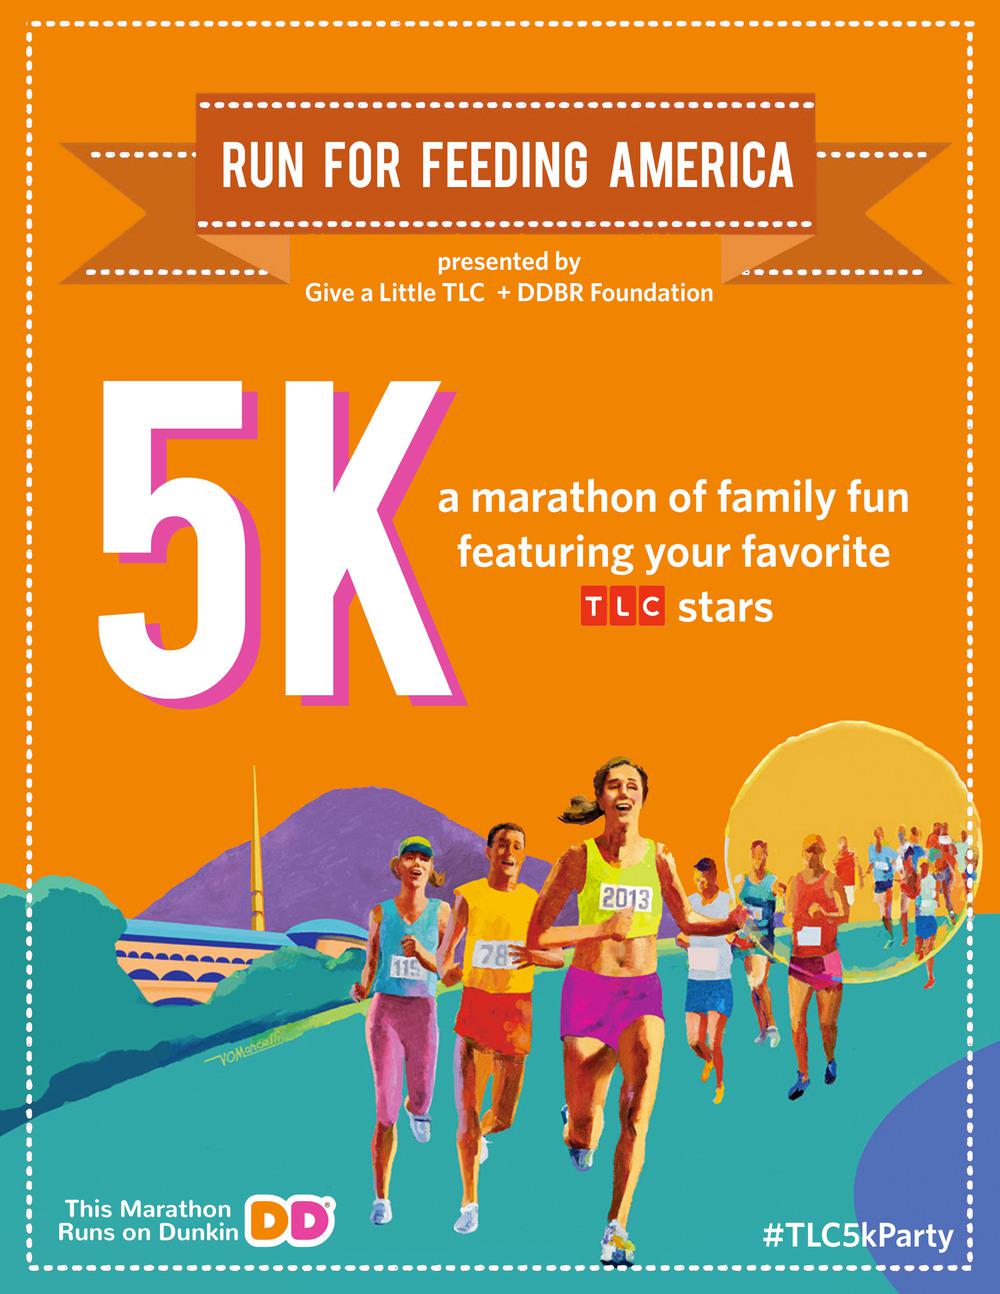 RUN FOR FEEDING AMERICA
presented by
Give a Little TLC + DDBR Foundation
5K
a marathon of family fun
featuring your favorite
TLC stars
2013
78
119
VOMarcelli
This Marathon
Runs on Dunkin
DD®
#TLC5kParty